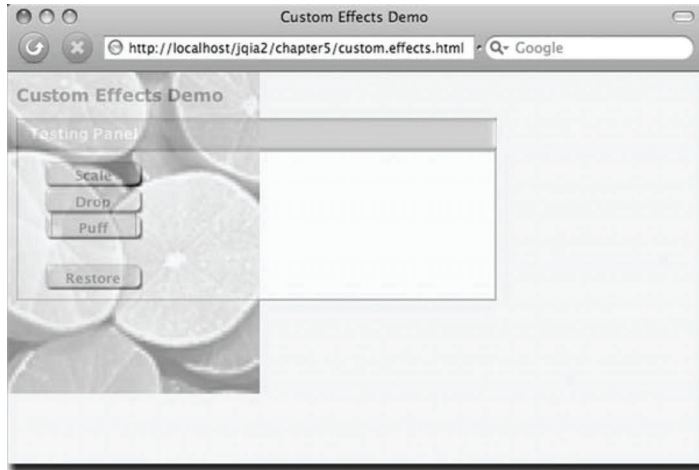 Custom Effects Demo
http://localhost/jqia2/chapter5/custom.effects.html
Google
Custom Effects Demo
Testing Panel
Scale
Drop
Puff
Restore